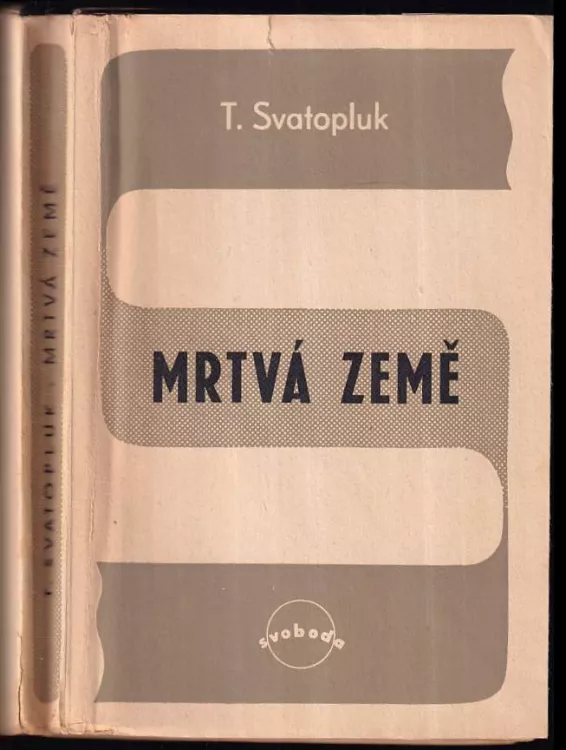 T. Svatopluk
MRTVÁ ZEMĚ
svoboda
T. SVATOPLUK . MRTVÁ ZEMĚ